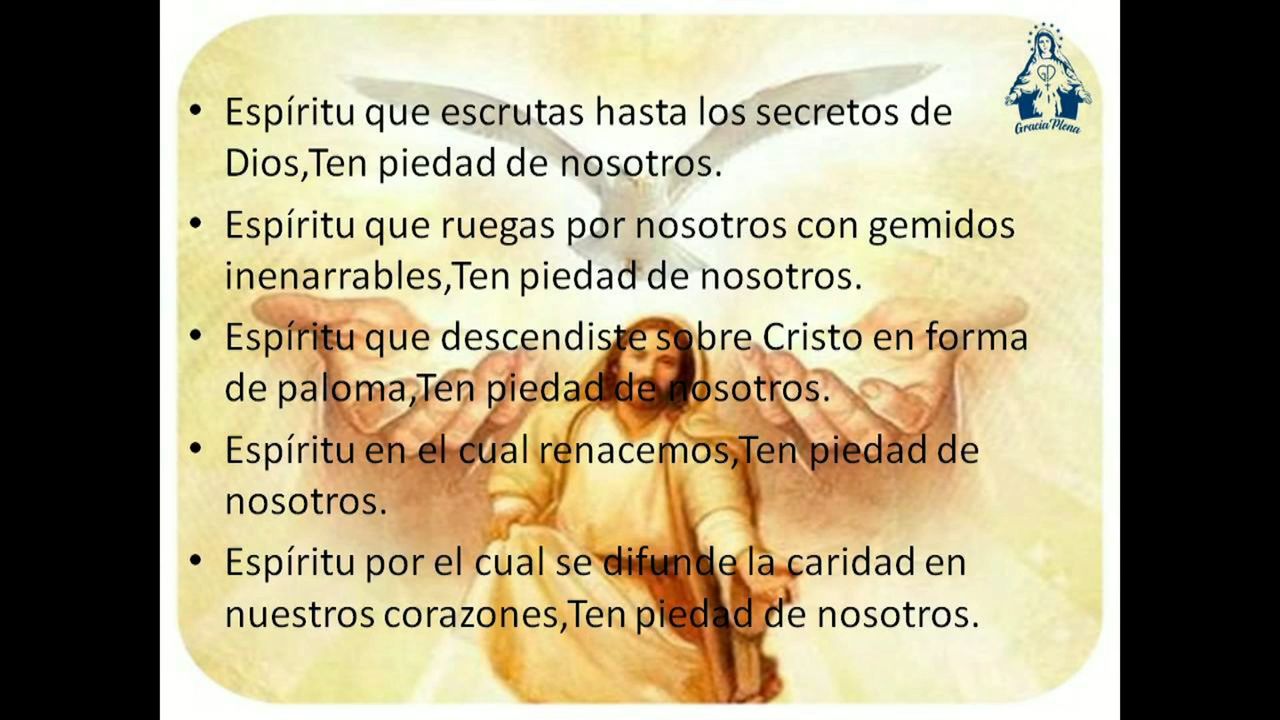 • Espíritu que escrutas hasta los secretos de
Dios,Ten piedad de nosotros.
• Espíritu que ruegas por nosotros con gemidos
inenarrables,Ten piedad de nosotros.
• Espíritu que descendiste sobre Cristo en forma
de paloma,Ten piedad de nosotros.
• Espíritu en el cual renacemos,Ten piedad de
nosotros.
• Espíritu por el cual se difunde la caridad en
nuestros corazones,Ten piedad de nosotros.
GP
Gracia Plena